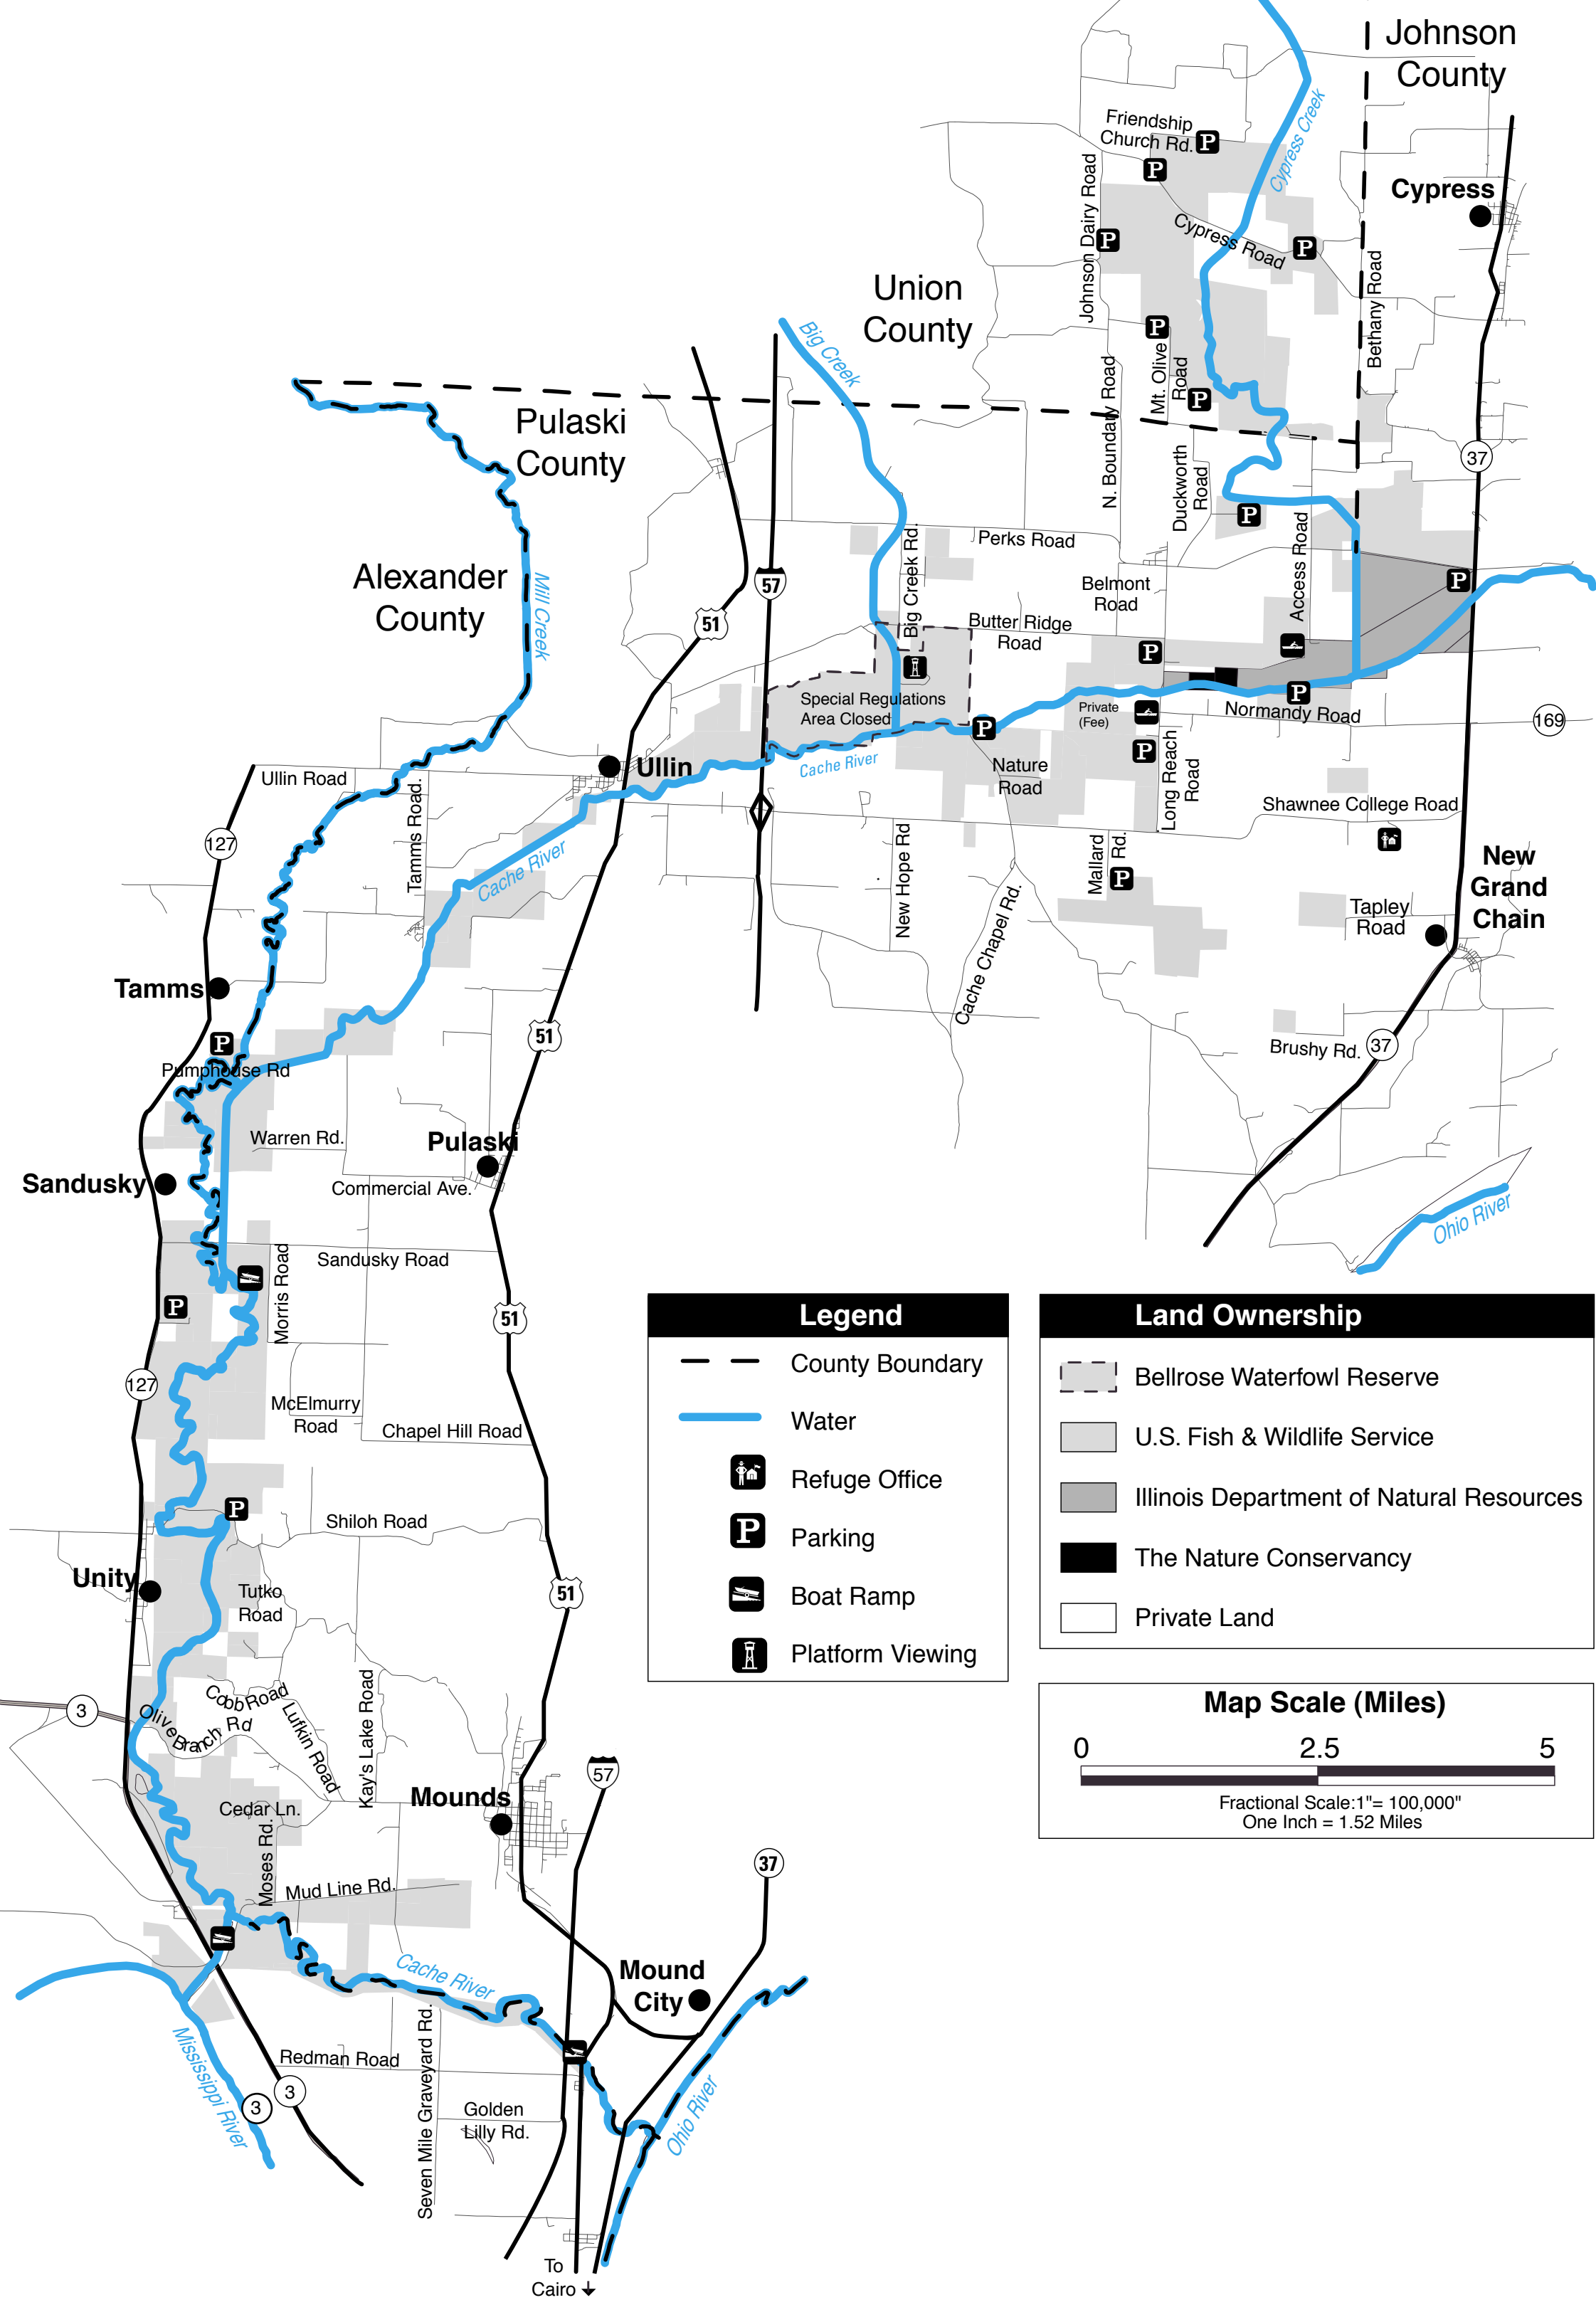 Johnson
County
Friendship
Church Rd.
P
P
Cypress Creek
Johnson Dairy Road
Cypress
P
Cypress Road
P
Union
County
Bethany Road
Big Creek
P
Mt. Olive
Road
P
N. Boundary Road
Pulaski
County
37
Duckworth
Road
P
Access Road
Perks Road
Big Creek Rd.
Alexander
County
Mill Creek
57
51
Belmont
Road
P
Butter Ridge
Road
P
Special Regulations
Area Closed
Private
(Fee)
P
Normandy Road
169
P
Cache River
P
Nature
Road
Long Reach
Road
Ullin
Ullin Road
Tamms Road.
Shawnee College Road
127
Cache River
New Hope Rd
Mallard
Rd.
P
New
Grand
Chain
Tapley
Road
Cache Chapel Rd.
Tamms
P
Pumphouse Rd
51
Brushy Rd.
37
Warren Rd.
Pulaski
Sandusky
Commercial Ave.
Ohio River
Morris Road
Sandusky Road
P
51
127
McElmurry
Road
Chapel Hill Road
P
Shiloh Road
Unity
Tutko
Road
51
Cobb Road
3
Olive
Branch
Rd
Lufkin Road
Kay's Lake Road
57
Mounds
Cedar Ln.
Moses Rd.
37
Mud Line Rd.
Cache River
Mound
City
Mississippi River
Redman Road
3
3
Seven Mile Graveyard Rd.
Golden
Lilly Rd.
Ohio River
To
Cairo
Legend
County Boundary
Water
Refuge Office
P
Parking
Boat Ramp
Platform Viewing
Land Ownership
Bellrose Waterfowl Reserve
U.S. Fish & Wildlife Service
Illinois Department of Natural Resources
The Nature Conservancy
Private Land
Map Scale (Miles)
0 2.5 5
Fractional Scale:1"= 100,000"
One Inch = 1.52 Miles